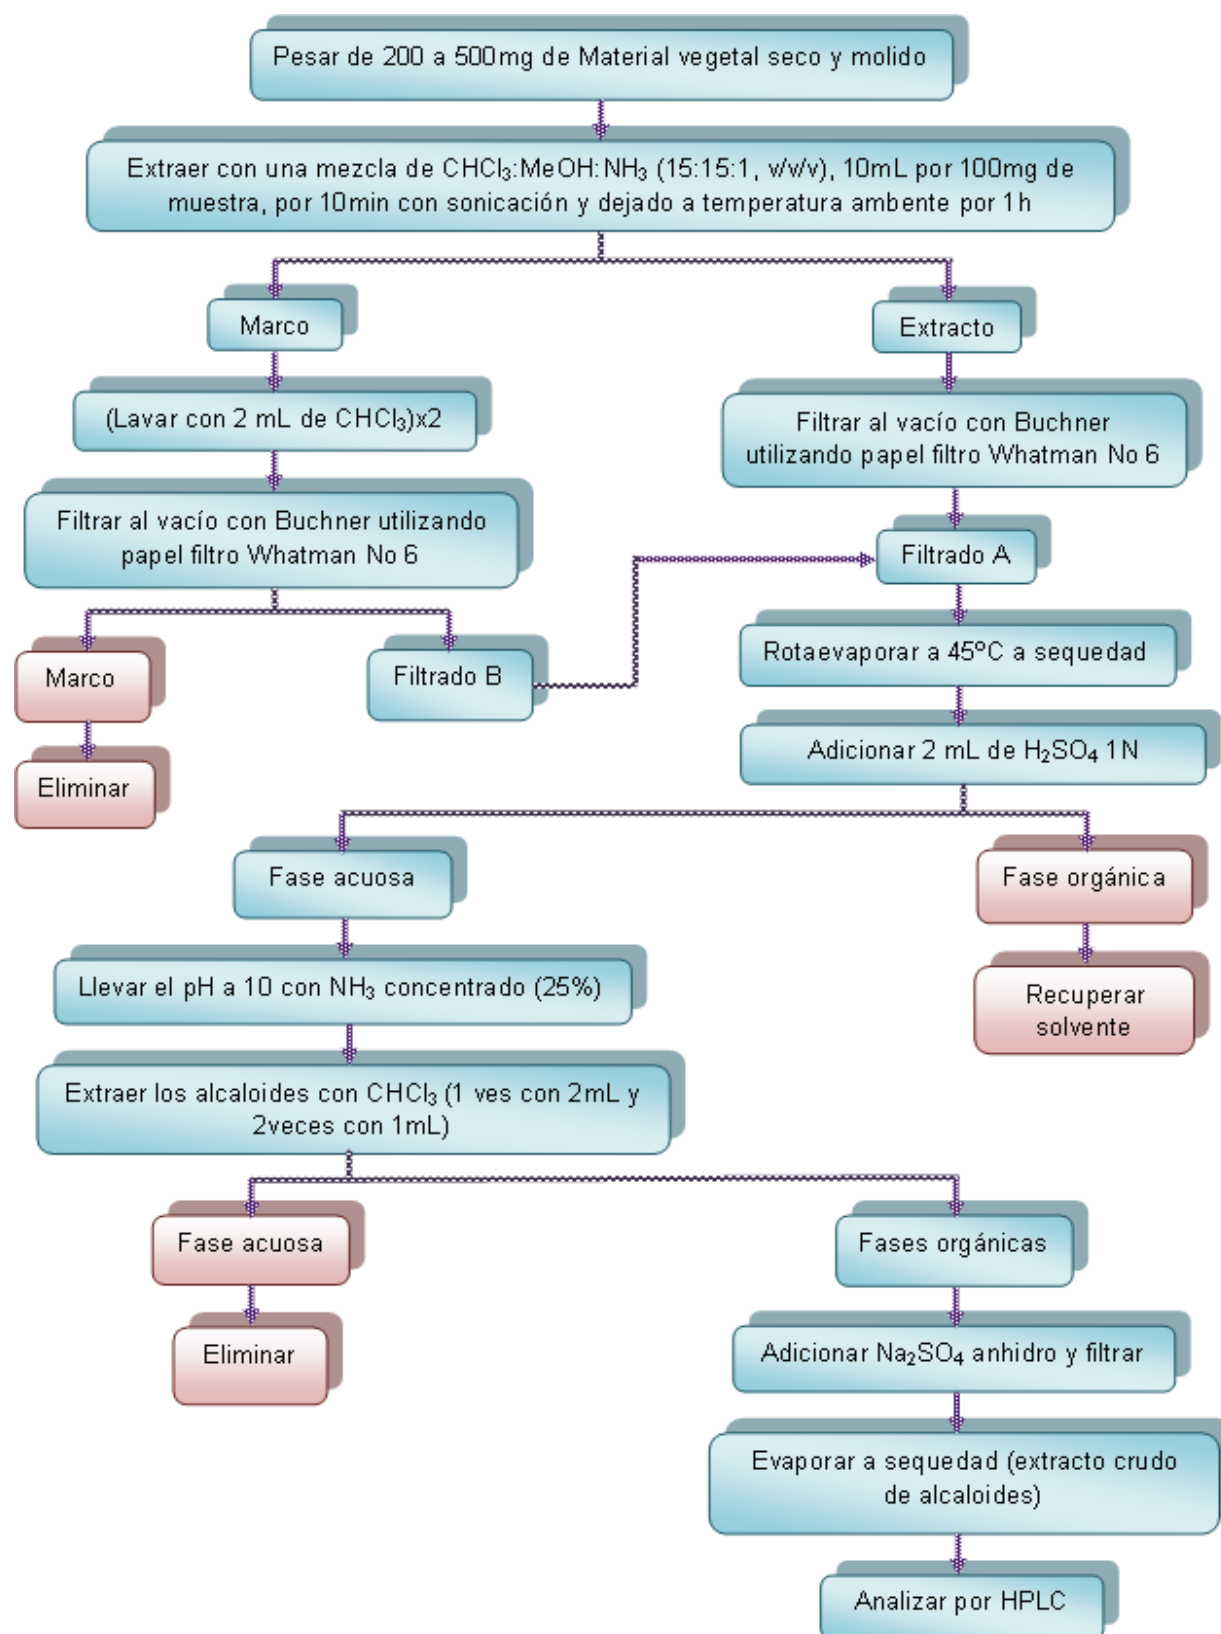 Pesar de 200 a 500mg de Material vegetal seco y molido
Extraer con una mezcla de CHCl₃:MeOH:NH₃ (15:15:1, v/v/v), 10mL por 100mg de
muestra, por 10min con sonicación y dejado a temperatura ambente por 1h
Marco
Extracto
(Lavar con 2 mL de CHCl₃)x2
Filtrar al vacío con Buchner
utilizando papel filtro Whatman No 6
Filtrar al vacío con Buchner utilizando
papel filtro Whatman No 6
Filtrado A
Marco
Filtrado B
Rotaevaporar a 45ºC a sequedad
Eliminar
Adicionar 2 mL de H₂SO₄ 1N
Fase acuosa
Fase orgánica
Llevar el pH a 10 con NH₃ concentrado (25%)
Recuperar
solvente
Extraer los alcaloides con CHCl₃ (1 ves con 2mL y
2veces con 1mL)
Fase acuosa
Fases orgánicas
Eliminar
Adicionar Na₂SO₄ anhidro y filtrar
Evaporar a sequedad (extracto crudo
de alcaloides)
Analizar por HPLC